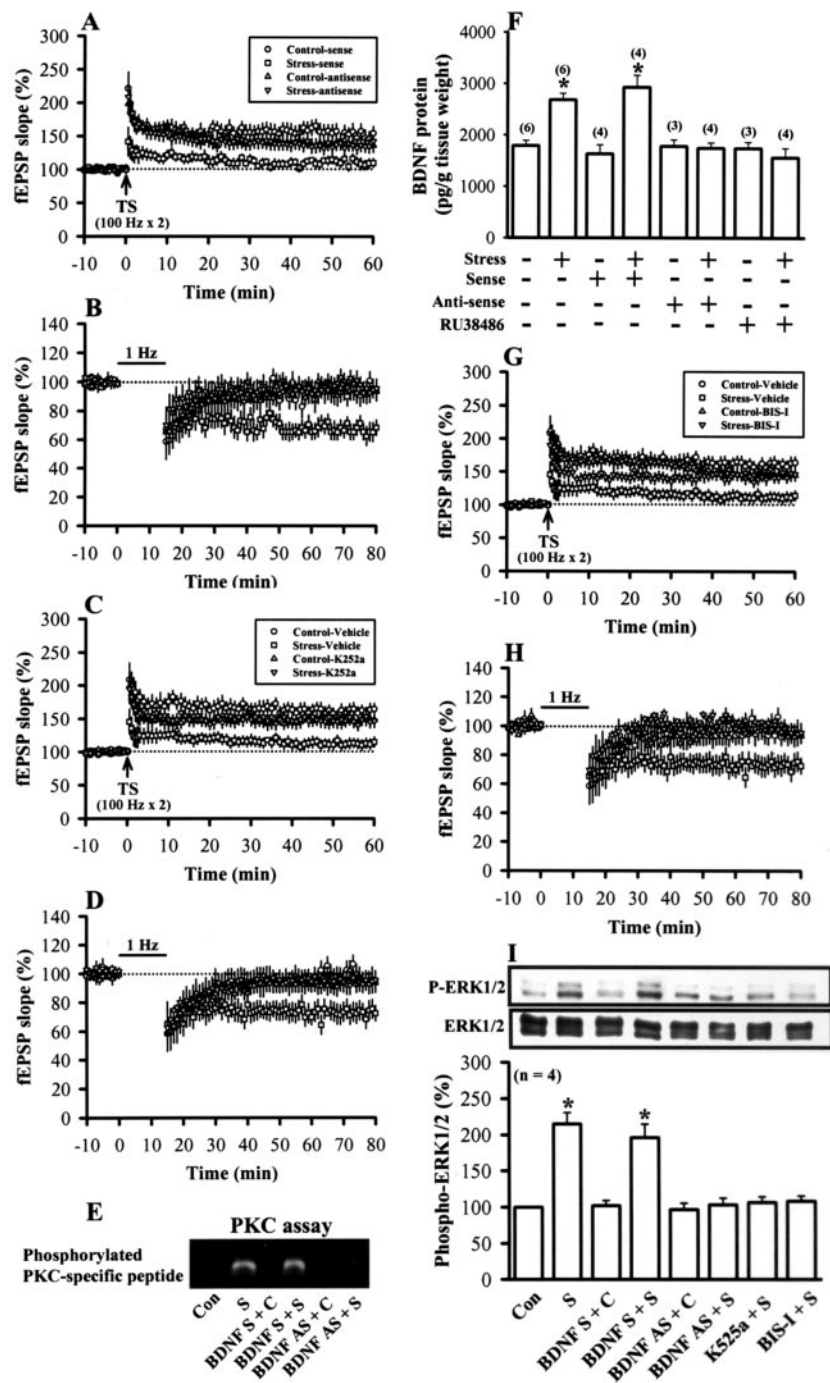 A
fEPSP slope (%)
300
250
200
150
100
50
0
Control-sense
Stress-sense
Control-antisense
Stress-antisense
TS
(100 Hz x 2)
-10 0 10 20 30 40 50 60
Time (min)
B
fEPSP slope (%)
140
120
100
80
60
40
20
0
1 Hz
-10 0 10 20 30 40 50 60 70 80
Time (min)
C
fEPSP slope (%)
300
250
200
150
100
50
0
Control-Vehicle
Stress-Vehicle
Control-K252a
Stress-K252a
TS
(100 Hz x 2)
-10 0 10 20 30 40 50 60
Time (min)
D
fEPSP slope (%)
140
120
100
80
60
40
20
0
1 Hz
-10 0 10 20 30 40 50 60 70 80
Time (min)
E
PKC assay
Phosphorylated
PKC-specific peptide
Con
S
BDNF S + C
BDNF S + S
BDNF AS + C
BDNF AS + S
F
BDNF protein
(pg/g tissue weight)
4000
3000
2000
1000
0
(6) (6) (4) (4) (3) (4) (3) (4)
* *
Stress - + - + - + - +
Sense - - + + - - - -
Anti-sense - - - - + + - -
RU38486 - - - - - - + +
G
fEPSP slope (%)
300
250
200
150
100
50
0
Control-Vehicle
Stress-Vehicle
Control-BIS-I
Stress-BIS-I
TS
(100 Hz x 2)
-10 0 10 20 30 40 50 60
Time (min)
H
fEPSP slope (%)
140
120
100
80
60
40
20
0
1 Hz
-10 0 10 20 30 40 50 60 70 80
Time (min)
I
P-ERK1/2
ERK1/2
Phospho-ERK1/2 (%)
300
250
200
150
100
50
0
(n = 4)
* *
Con
S
BDNF S + C
BDNF S + S
BDNF AS + C
BDNF AS + S
K525a + S
BIS-I + S